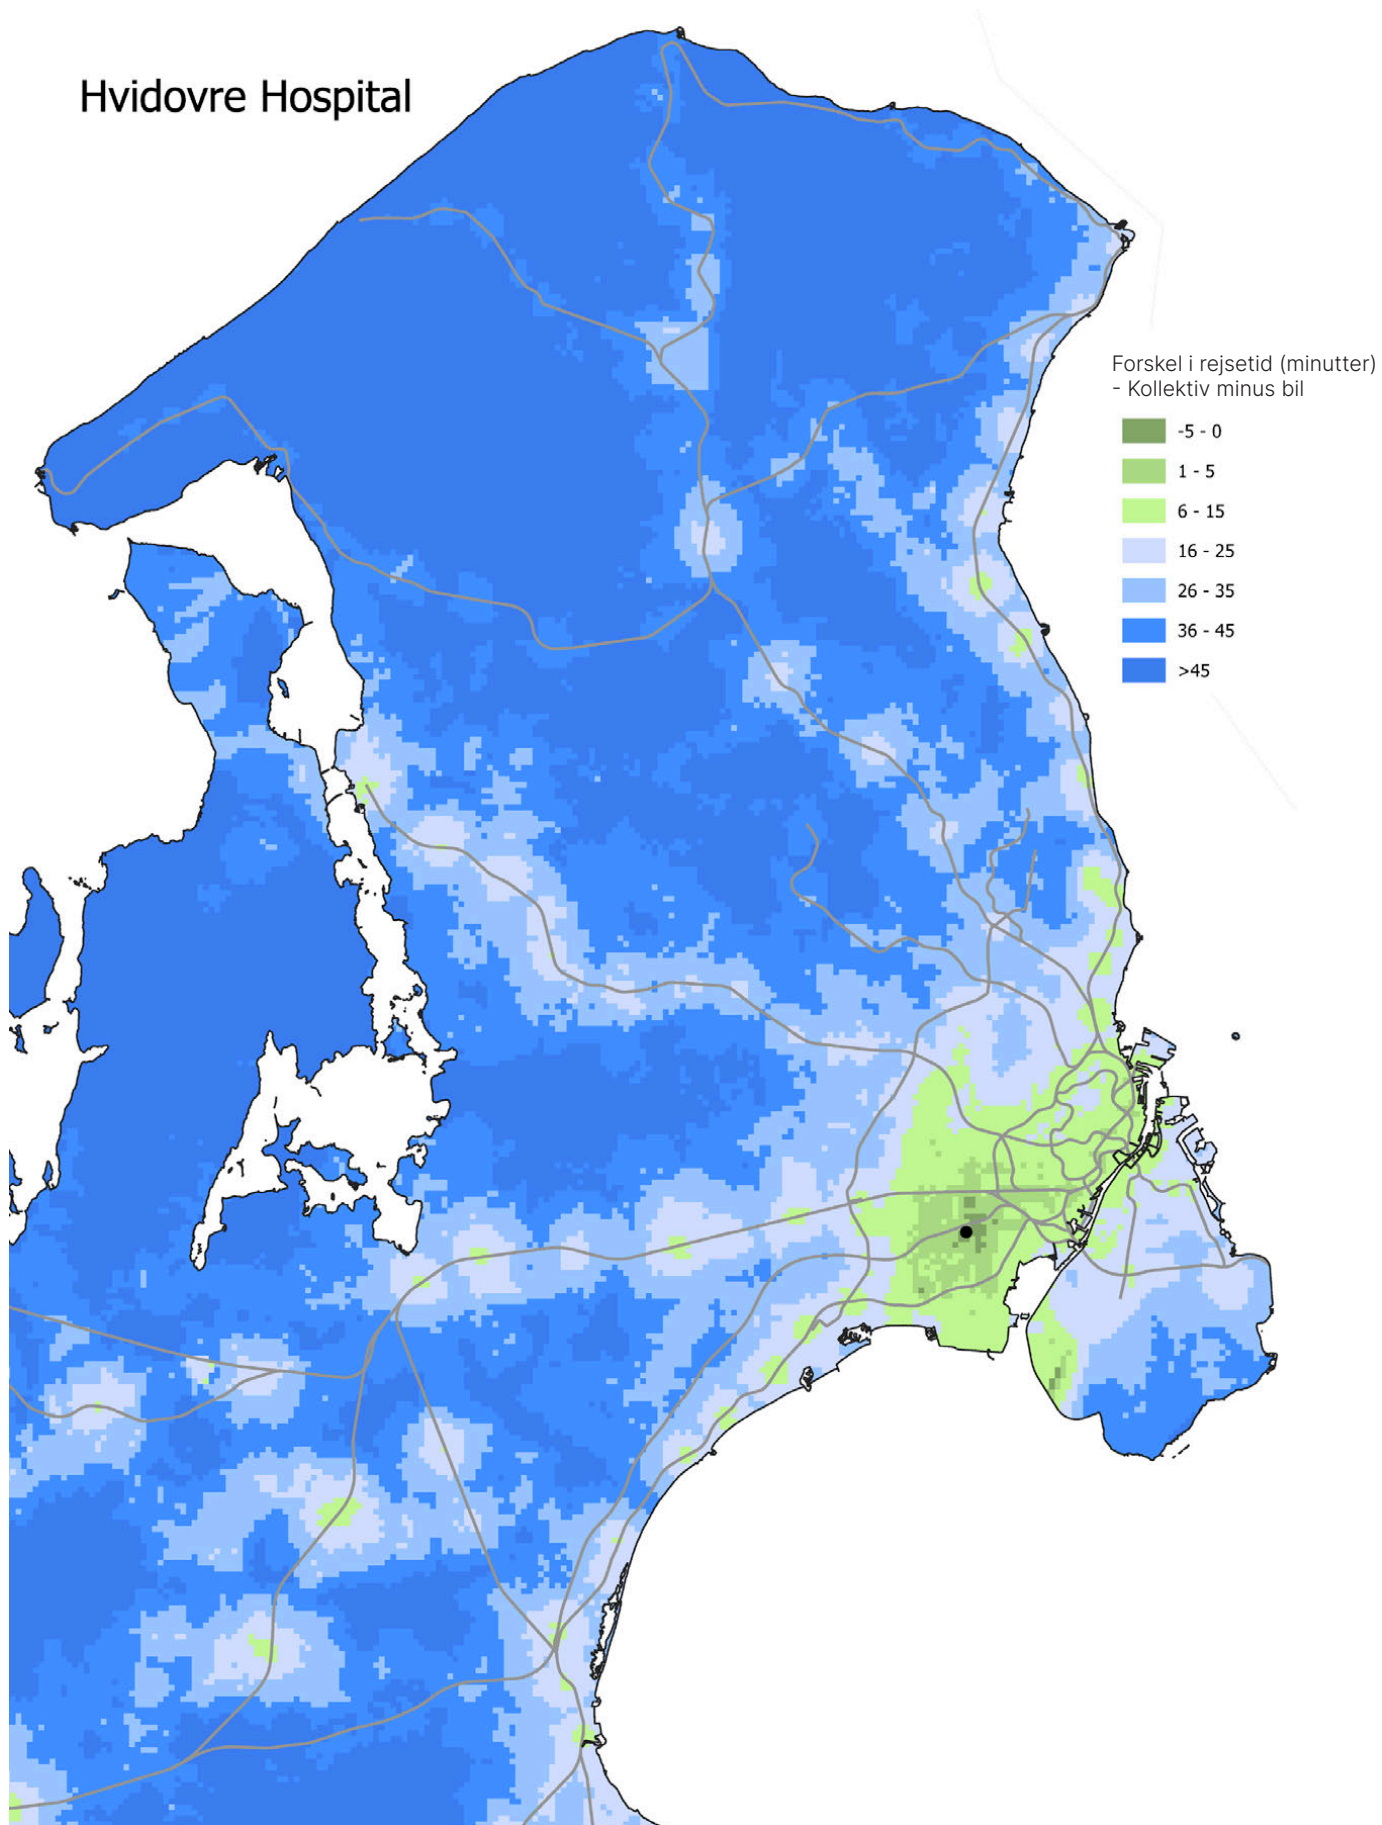 Hvidovre Hospital
Forskel i rejsetid (minutter)
- Kollektiv minus bil
-5 - 0
1 - 5
6 - 15
16 - 25
26 - 35
36 - 45
>45